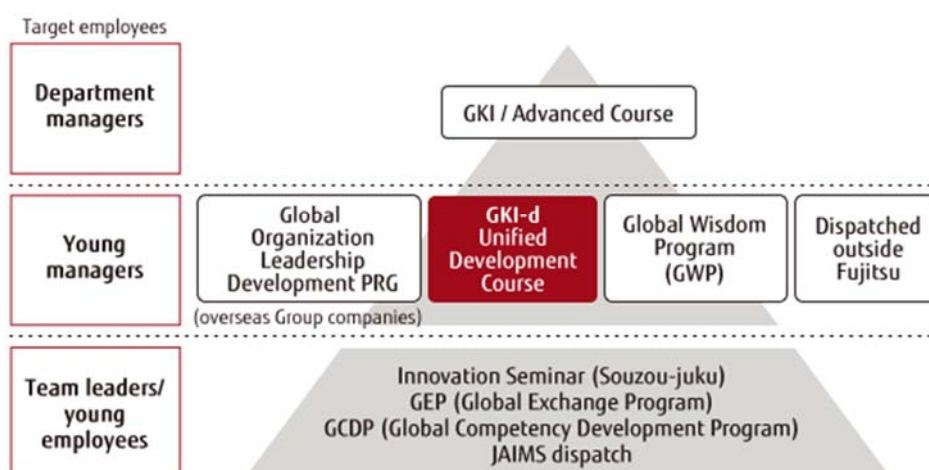 Target employees
Department
managers
GKI / Advanced Course
Young
managers
Global
Organization
Leadership
Development PRG
(overseas Group companies)
GKI-d
Unified
Development
Course
Global Wisdom
Program
(GWP)
Dispatched
outside
Fujitsu
Team leaders/
young
employees
Innovation Seminar (Souzou-juku)
GEP (Global Exchange Program)
GCDP (Global Competency Development Program)
JAIMS dispatch